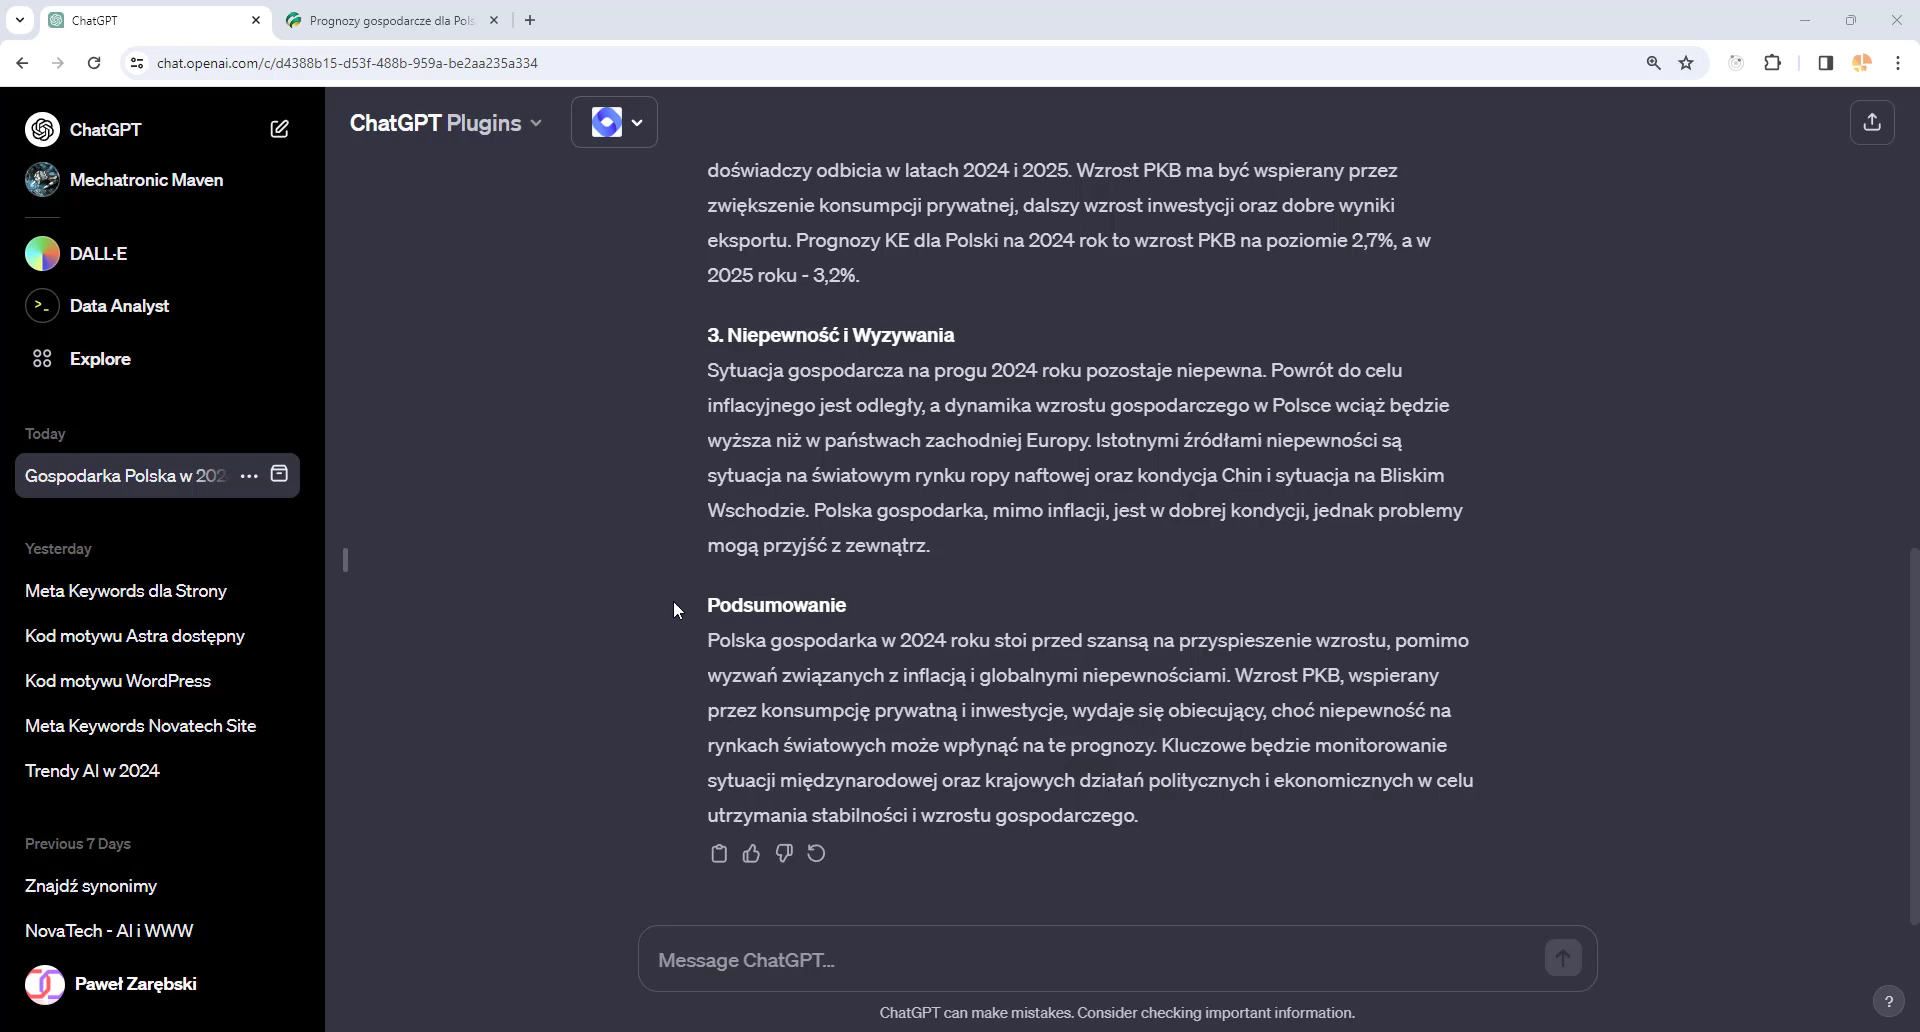 ChatGPT
Prognozy gospodarcze dla Pols
chat.openai.com/c/d4388b15-d53f-488b-959a-be2aa235a334
ChatGPT
Mechatronic Maven
DALL·E
Data Analyst
Explore
Today
Gospodarka Polska w 202
Yesterday
Meta Keywords dla Strony
Kod motywu Astra dostępny
Kod motywu WordPress
Meta Keywords Novatech Site
Trendy AI w 2024
Previous 7 Days
Znajdź synonimy
NovaTech - AI i WWW
Paweł Zarębski
ChatGPT Plugins
doświadczy odbicia w latach 2024 i 2025. Wzrost PKB ma być wspierany przez
zwiększenie konsumpcji prywatnej, dalszy wzrost inwestycji oraz dobre wyniki
eksportu. Prognozy KE dla Polski na 2024 rok to wzrost PKB na poziomie 2,7%, a w
2025 roku - 3,2%.
3. Niepewność i Wyzywania
Sytuacja gospodarcza na progu 2024 roku pozostaje niepewna. Powrót do celu
inflacyjnego jest odległy, a dynamika wzrostu gospodarczego w Polsce wciąż będzie
wyższa niż w państwach zachodniej Europy. Istotnymi źródłami niepewności są
sytuacja na światowym rynku ropy naftowej oraz kondycja Chin i sytuacja na Bliskim
Wschodzie. Polska gospodarka, mimo inflacji, jest w dobrej kondycji, jednak problemy
mogą przyjść z zewnątrz.
Podsumowanie
Polska gospodarka w 2024 roku stoi przed szansą na przyspieszenie wzrostu, pomimo
wyzwań związanych z inflacją i globalnymi niepewnościami. Wzrost PKB, wspierany
przez konsumpcję prywatną i inwestycje, wydaje się obiecujący, choć niepewność na
rynkach światowych może wpłynąć na te prognozy. Kluczowe będzie monitorowanie
sytuacji międzynarodowej oraz krajowych działań politycznych i ekonomicznych w celu
utrzymania stabilności i wzrostu gospodarczego.
Message ChatGPT...
ChatGPT can make mistakes. Consider checking important information.
?